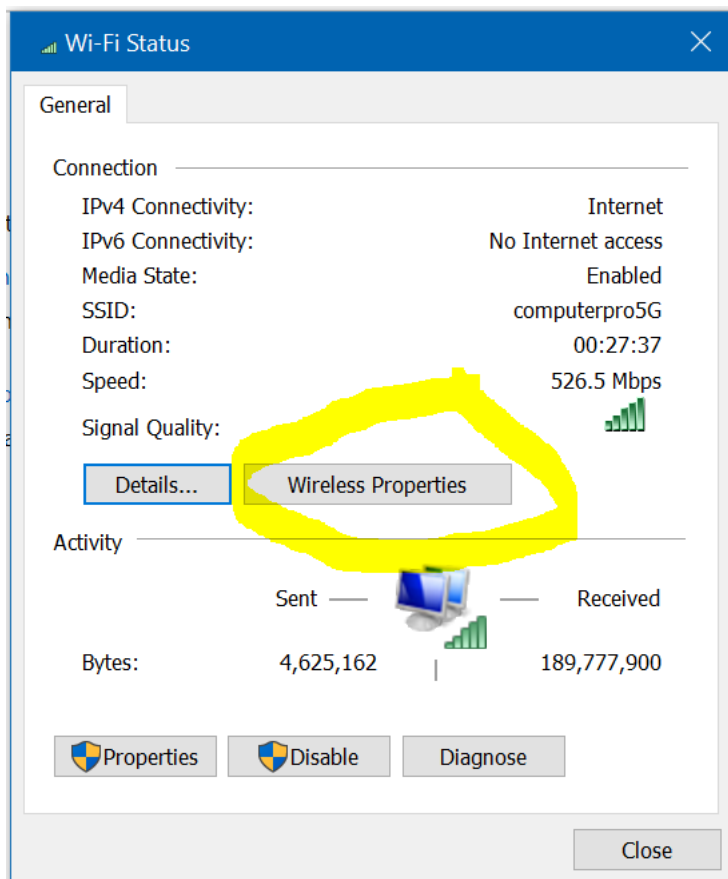 Wi-Fi Status
General
Connection
IPv4 Connectivity: Internet
IPv6 Connectivity: No Internet access
Media State: Enabled
SSID: computerpro5G
Duration: 00:27:37
Speed: 526.5 Mbps
Signal Quality:
Details... Wireless Properties
Activity
Sent Received
Bytes: 4,625,162 189,777,900
Properties Disable Diagnose
Close